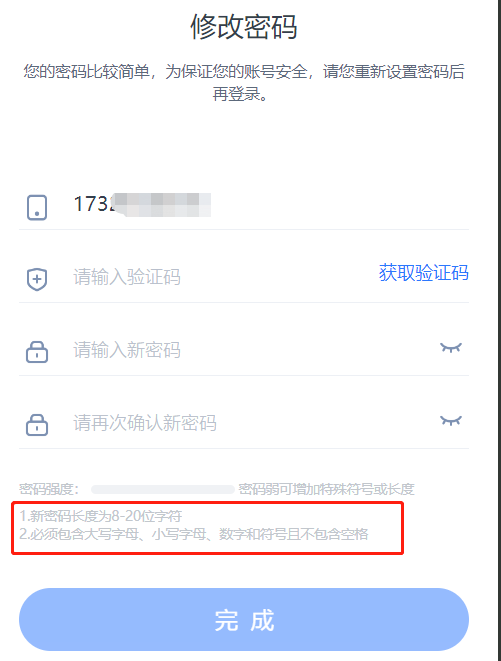 修改密码
您的密码比较简单，为保证您的账号安全，请您重新设置密码后
再登录。
173
请输入验证码 获取验证码
请输入新密码
请再次确认新密码
密码强度： 密码弱可增加特殊符号或长度
1.新密码长度为8-20位字符
2.必须包含大写字母、小写字母、数字和符号且不包含空格
完成